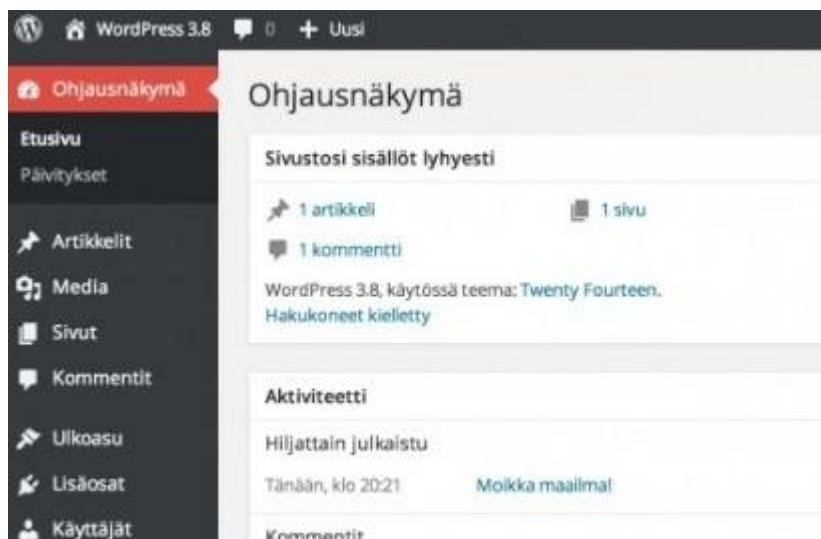 WordPress 3.8 0 + Uusi
Ohjausnäkymä
Etusivu
Päivitykset
Artikkelit
Media
Sivut
Kommentit
Ulkoasu
Lisäosat
Käyttäjät
Ohjausnäkymä
Sivustosi sisällöt lyhyesti
1 artikkeli 1 sivu
1 kommentti
WordPress 3.8, käytössä teema: Twenty Fourteen.
Hakukoneet kielletty
Aktiviteetti
Hiljattain julkaistu
Tänään, klo 20:21 Moikka maailma!
Kommentit